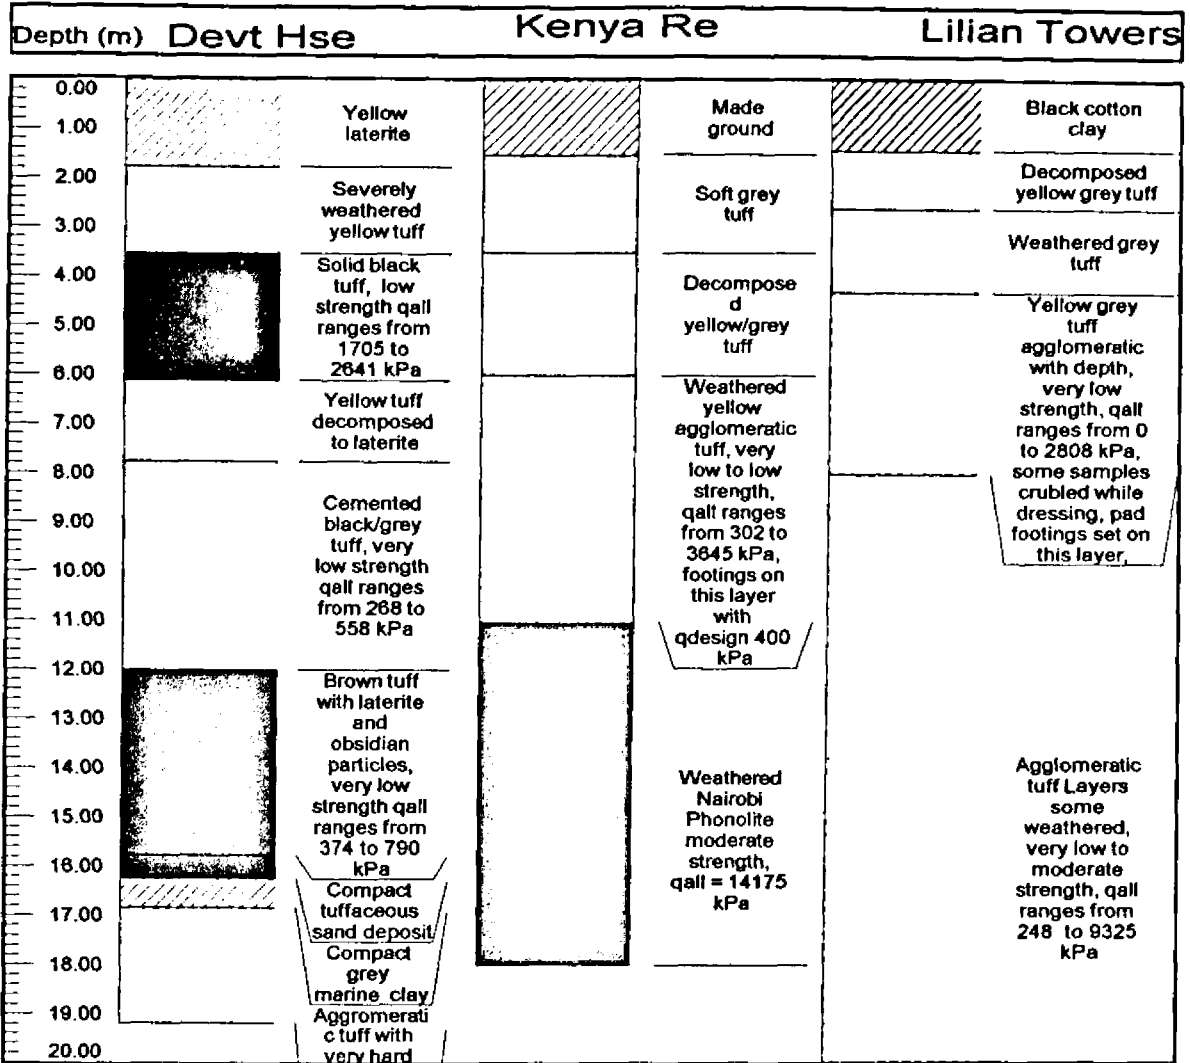 Depth (m) Devt Hse Kenya Re Lilian Towers
0.00
1.00
2.00
3.00
4.00
5.00
6.00
7.00
8.00
9.00
10.00
11.00
12.00
13.00
14.00
15.00
16.00
17.00
18.00
19.00
20.00
Yellow
laterite
Severely
weathered
yellow tuff
Solid black
tuff, low
strength qall
ranges from
1705 to
2641 kPa
Yellow tuff
decomposed
to laterite
Cemented
black/grey
tuff, very
low strength
qall ranges
from 268 to
558 kPa
Brown tuff
with laterite
and
obsidian
particles,
very low
strength qall
ranges from
374 to 790
kPa
Compact
tuffaceous
sand deposit
Compact
grey
marine clay
Aggromerati
c tuff with
very hard
Made
ground
Soft grey
tuff
Decompose
d
yellow/grey
tuff
Weathered
yellow
agglomeratic
tuff, very
low to low
strength,
qall ranges
from 302 to
3645 kPa,
footings on
this layer
with
qdesign 400
kPa
Weathered
Nairobi
Phonolite
moderate
strength,
qall = 14175
kPa
Black cotton
clay
Decomposed
yellow grey tuff
Weathered grey
tuff
Yellow grey
tuff
agglomeratic
with depth,
very low
strength, qall
ranges from 0
to 2808 kPa,
some samples
crubled while
dressing, pad
footings set on
this layer,
Agglomeratic
tuff Layers
some
weathered,
very low to
moderate
strength, qall
ranges from
248 to 9325
kPa